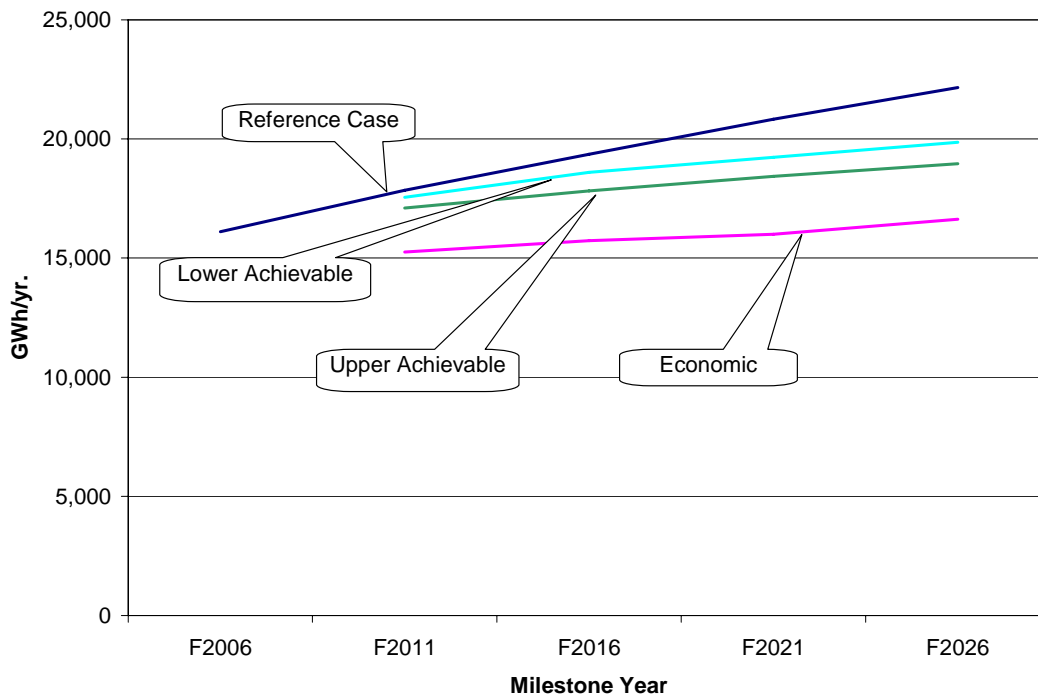 25,000
20,000
15,000
10,000
5,000
0
GWh/yr.
Reference Case
Lower Achievable
Upper Achievable
Economic
F2006
F2011
F2016
F2021
F2026
Milestone Year